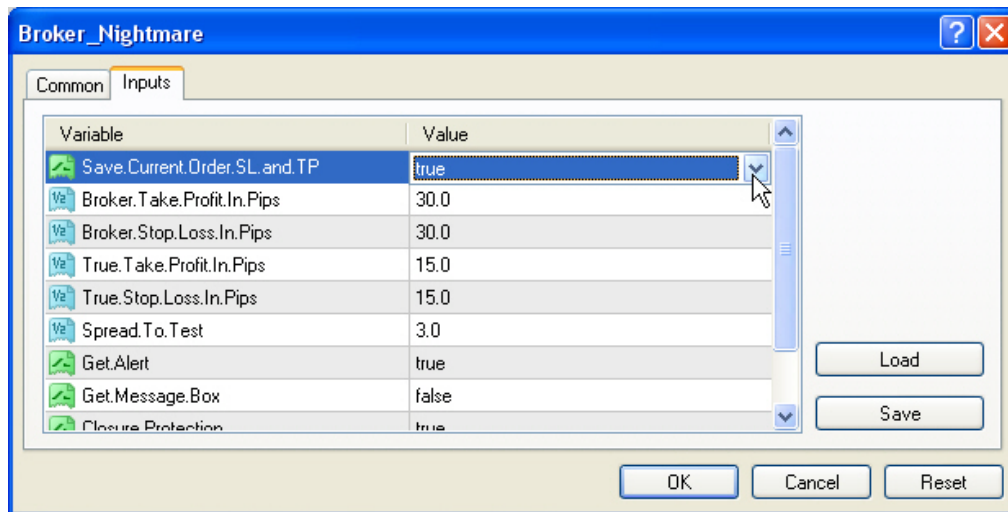 Broker_Nightmare
Common Inputs
Variable Value
Save.Current.Order.SL.and.TP true
Broker.Take.Profit.In.Pips 30.0
Broker.Stop.Loss.In.Pips 30.0
True.Take.Profit.In.Pips 15.0
True.Stop.Loss.In.Pips 15.0
Spread.To.Test 3.0
Get.Alert true
Get.Message.Box false
Closure.Protection true
Load
Save
OK Cancel Reset